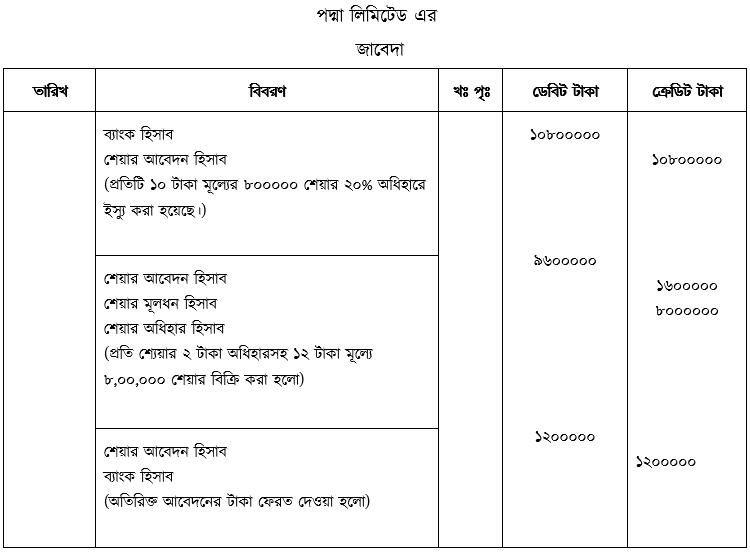 পদ্মা লিমিটেড এর
জাবেদা
তারিখ বিবরণ খঃ পৃঃ ডেবিট টাকা ক্রেডিট টাকা
ব্যাংক হিসাব ১০৮০০০০০
শেয়ার আবেদন হিসাব ১০৮০০০০০
(প্রতিটি ১০ টাকা মূল্যের ৮০০০০০ শেয়ার ২০% অধিহারে
ইস্যু করা হয়েছে।)
৯৬০০০০০
শেয়ার আবেদন হিসাব ১৬০০০০০
শেয়ার মূলধন হিসাব ৮০০০০০০
শেয়ার অধিহার হিসাব
(প্রতি শ্যেয়ার ২ টাকা অধিহারসহ ১২ টাকা মূল্যে
৮,০০,০০০ শেয়ার বিক্রি করা হলো)
শেয়ার আবেদন হিসাব ১২০০০০০
ব্যাংক হিসাব ১২০০০০০
(অতিরিক্ত আবেদনের টাকা ফেরত দেওয়া হলো)